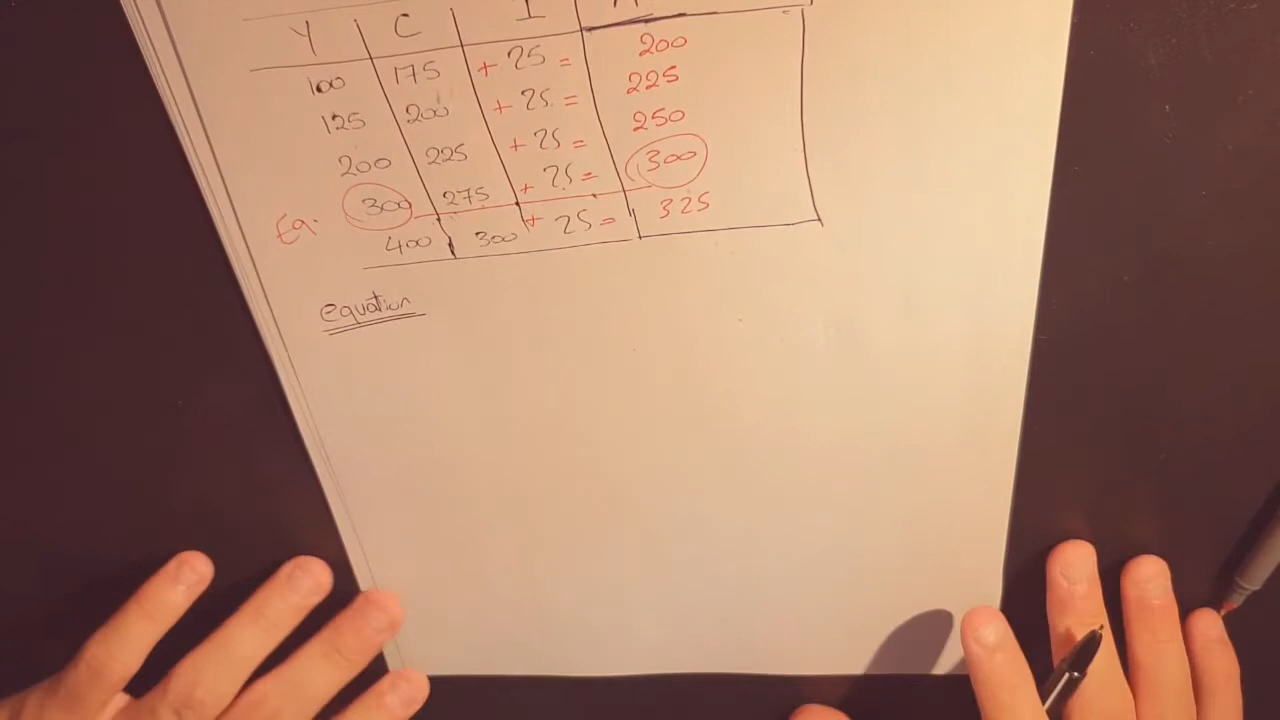 Y C I
100 175 + 25 = 200
125 200 + 25 = 225
200 225 + 25 = 250
Eq. 300 275 + 25 = 300
400 300 + 25 = 325
equation